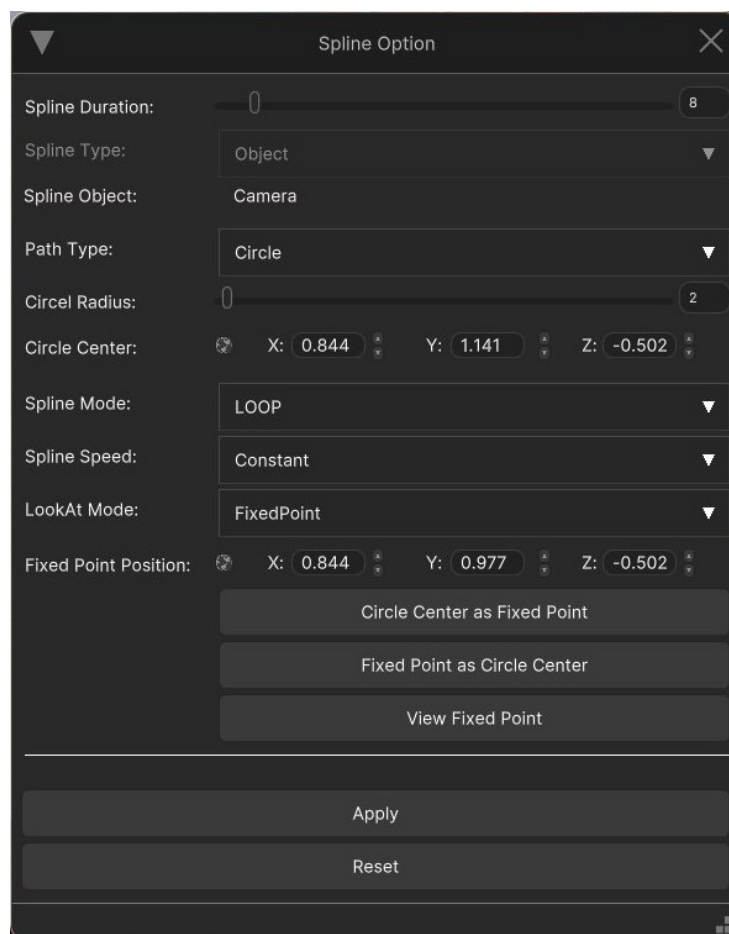 Spline Option
Spline Duration: 8
Spline Type: Object
Spline Object: Camera
Path Type: Circle
Circel Radius: 2
Circle Center: X: 0.844 Y: 1.141 Z: -0.502
Spline Mode: LOOP
Spline Speed: Constant
LookAt Mode: FixedPoint
Fixed Point Position: X: 0.844 Y: 0.977 Z: -0.502
Circle Center as Fixed Point
Fixed Point as Circle Center
View Fixed Point
Apply
Reset